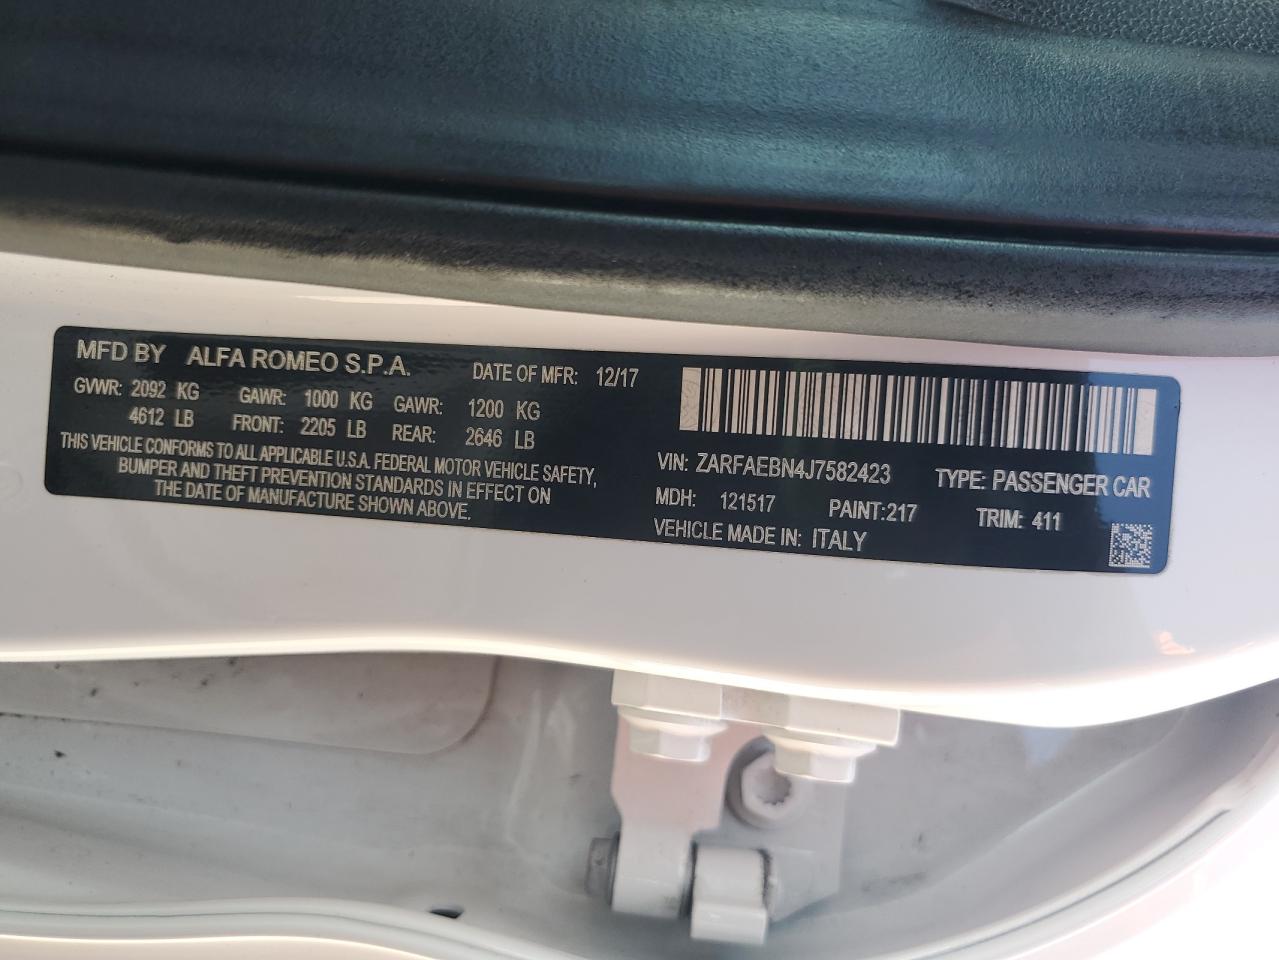 MFD BY ALFA ROMEO S.P.A. DATE OF MFR: 12/17
GVWR: 2092 KG GAWR: 1000 KG GAWR: 1200 KG
4612 LB FRONT: 2205 LB REAR: 2646 LB
THIS VEHICLE CONFORMS TO ALL APPLICABLE U.S.A. FEDERAL MOTOR VEHICLE SAFETY,
BUMPER AND THEFT PREVENTION STANDARDS IN EFFECT ON
THE DATE OF MANUFACTURE SHOWN ABOVE.
VIN: ZARFAEBN4J7582423 TYPE: PASSENGER CAR
MDH: 121517 PAINT:217 TRIM: 411
VEHICLE MADE IN: ITALY